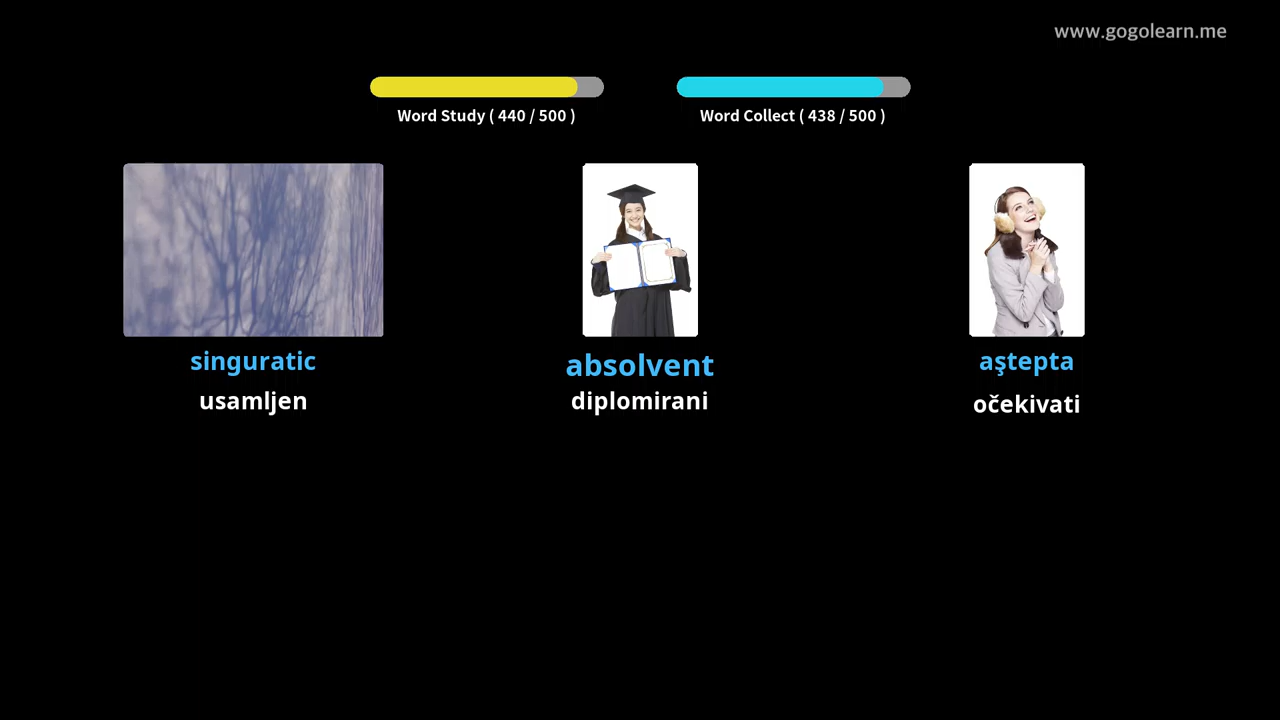 www.gogolearn.me
Word Study ( 440 / 500 )
Word Collect ( 438 / 500 )
singuratic
absolvent
aştepta
usamljen
diplomirani
očekivati